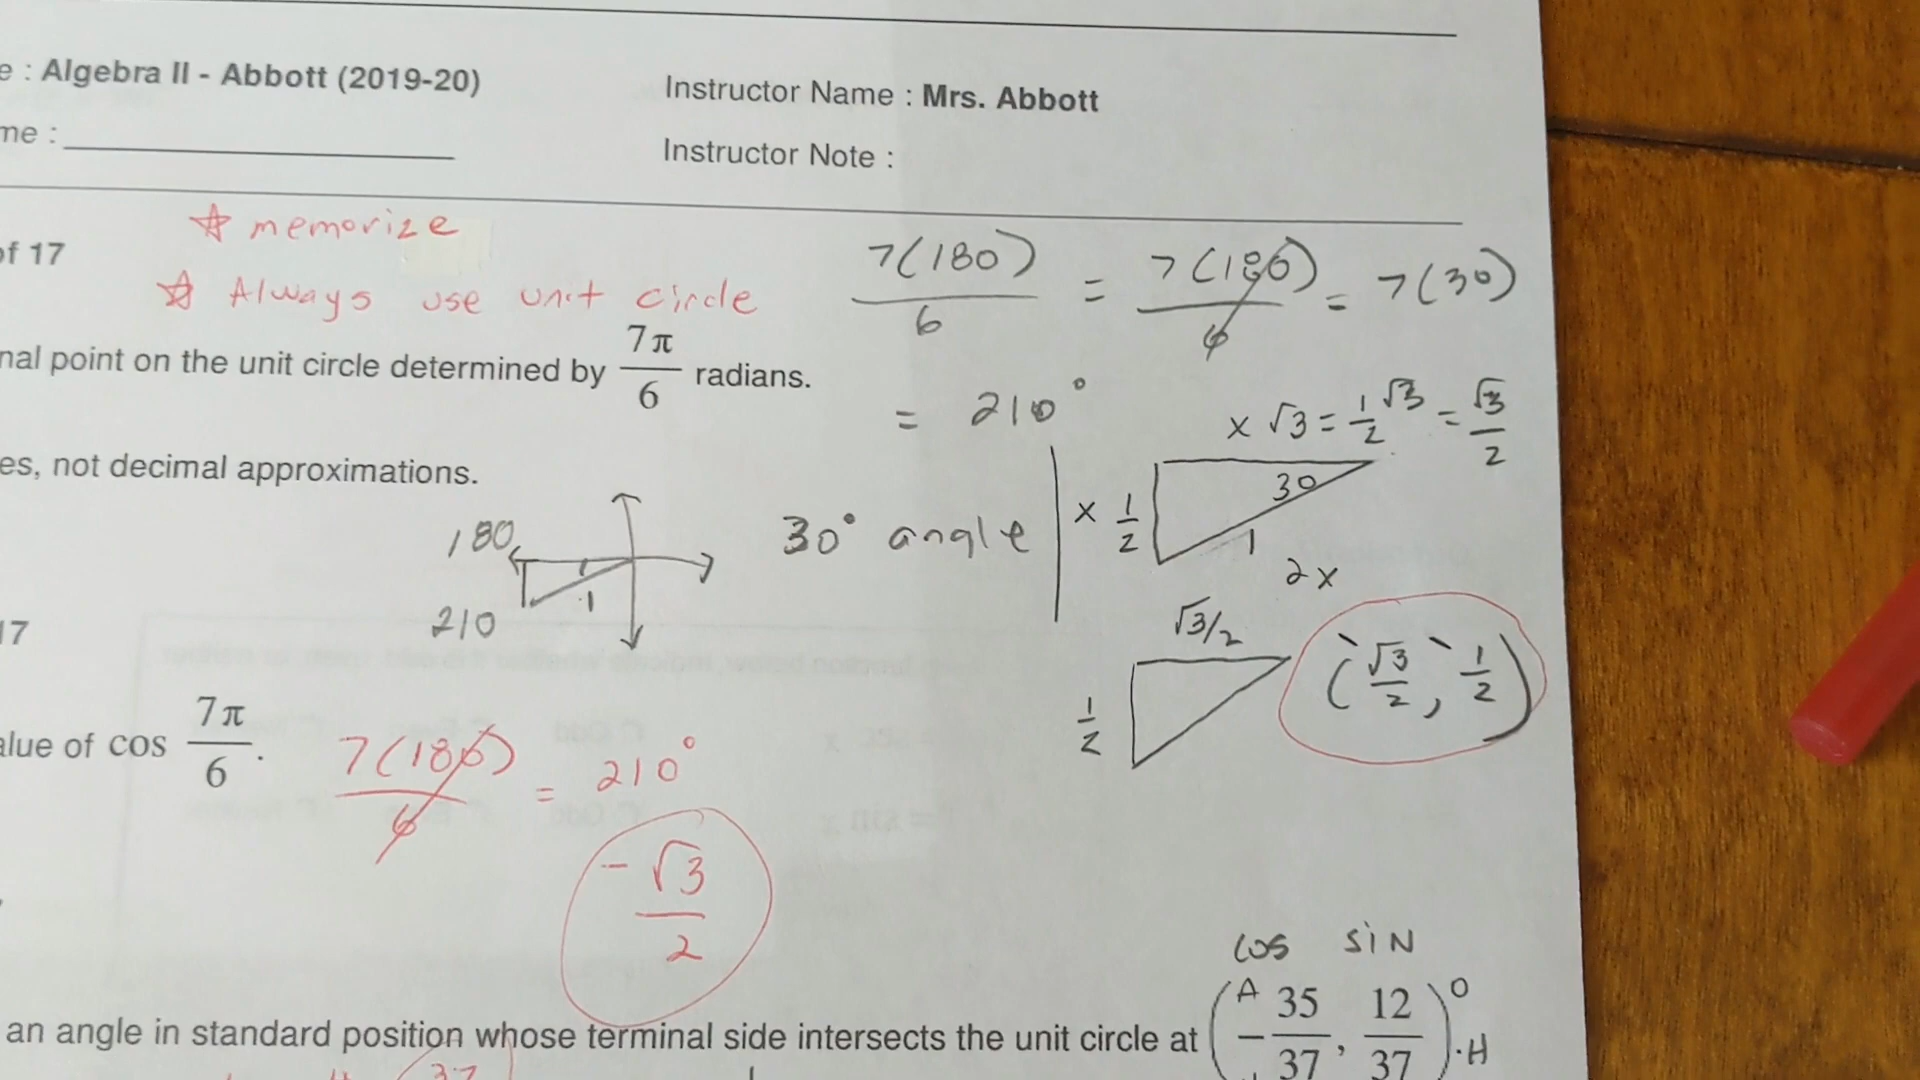 e : Algebra II - Abbott (2019-20)
Instructor Name : Mrs. Abbott
me :
Instructor Note :
☆ memorize
of 17
☆ Always use unit circle
7(180)/6 = 7(180)/6 = 7(30)
= 210°
nal point on the unit circle determined by 7π/6 radians.
es, not decimal approximations.
x √3 = 1/2 √3 = √3/2
30
x 1/2
1
2x
180
210
1
30° angle
√3/2
1/2
(-√3/2, -1/2)
17
alue of cos 7π/6.
7(180)/6 = 210°
-√3/2
cos sin
A O
an angle in standard position whose terminal side intersects the unit circle at (-35/37, 12/37). H
37